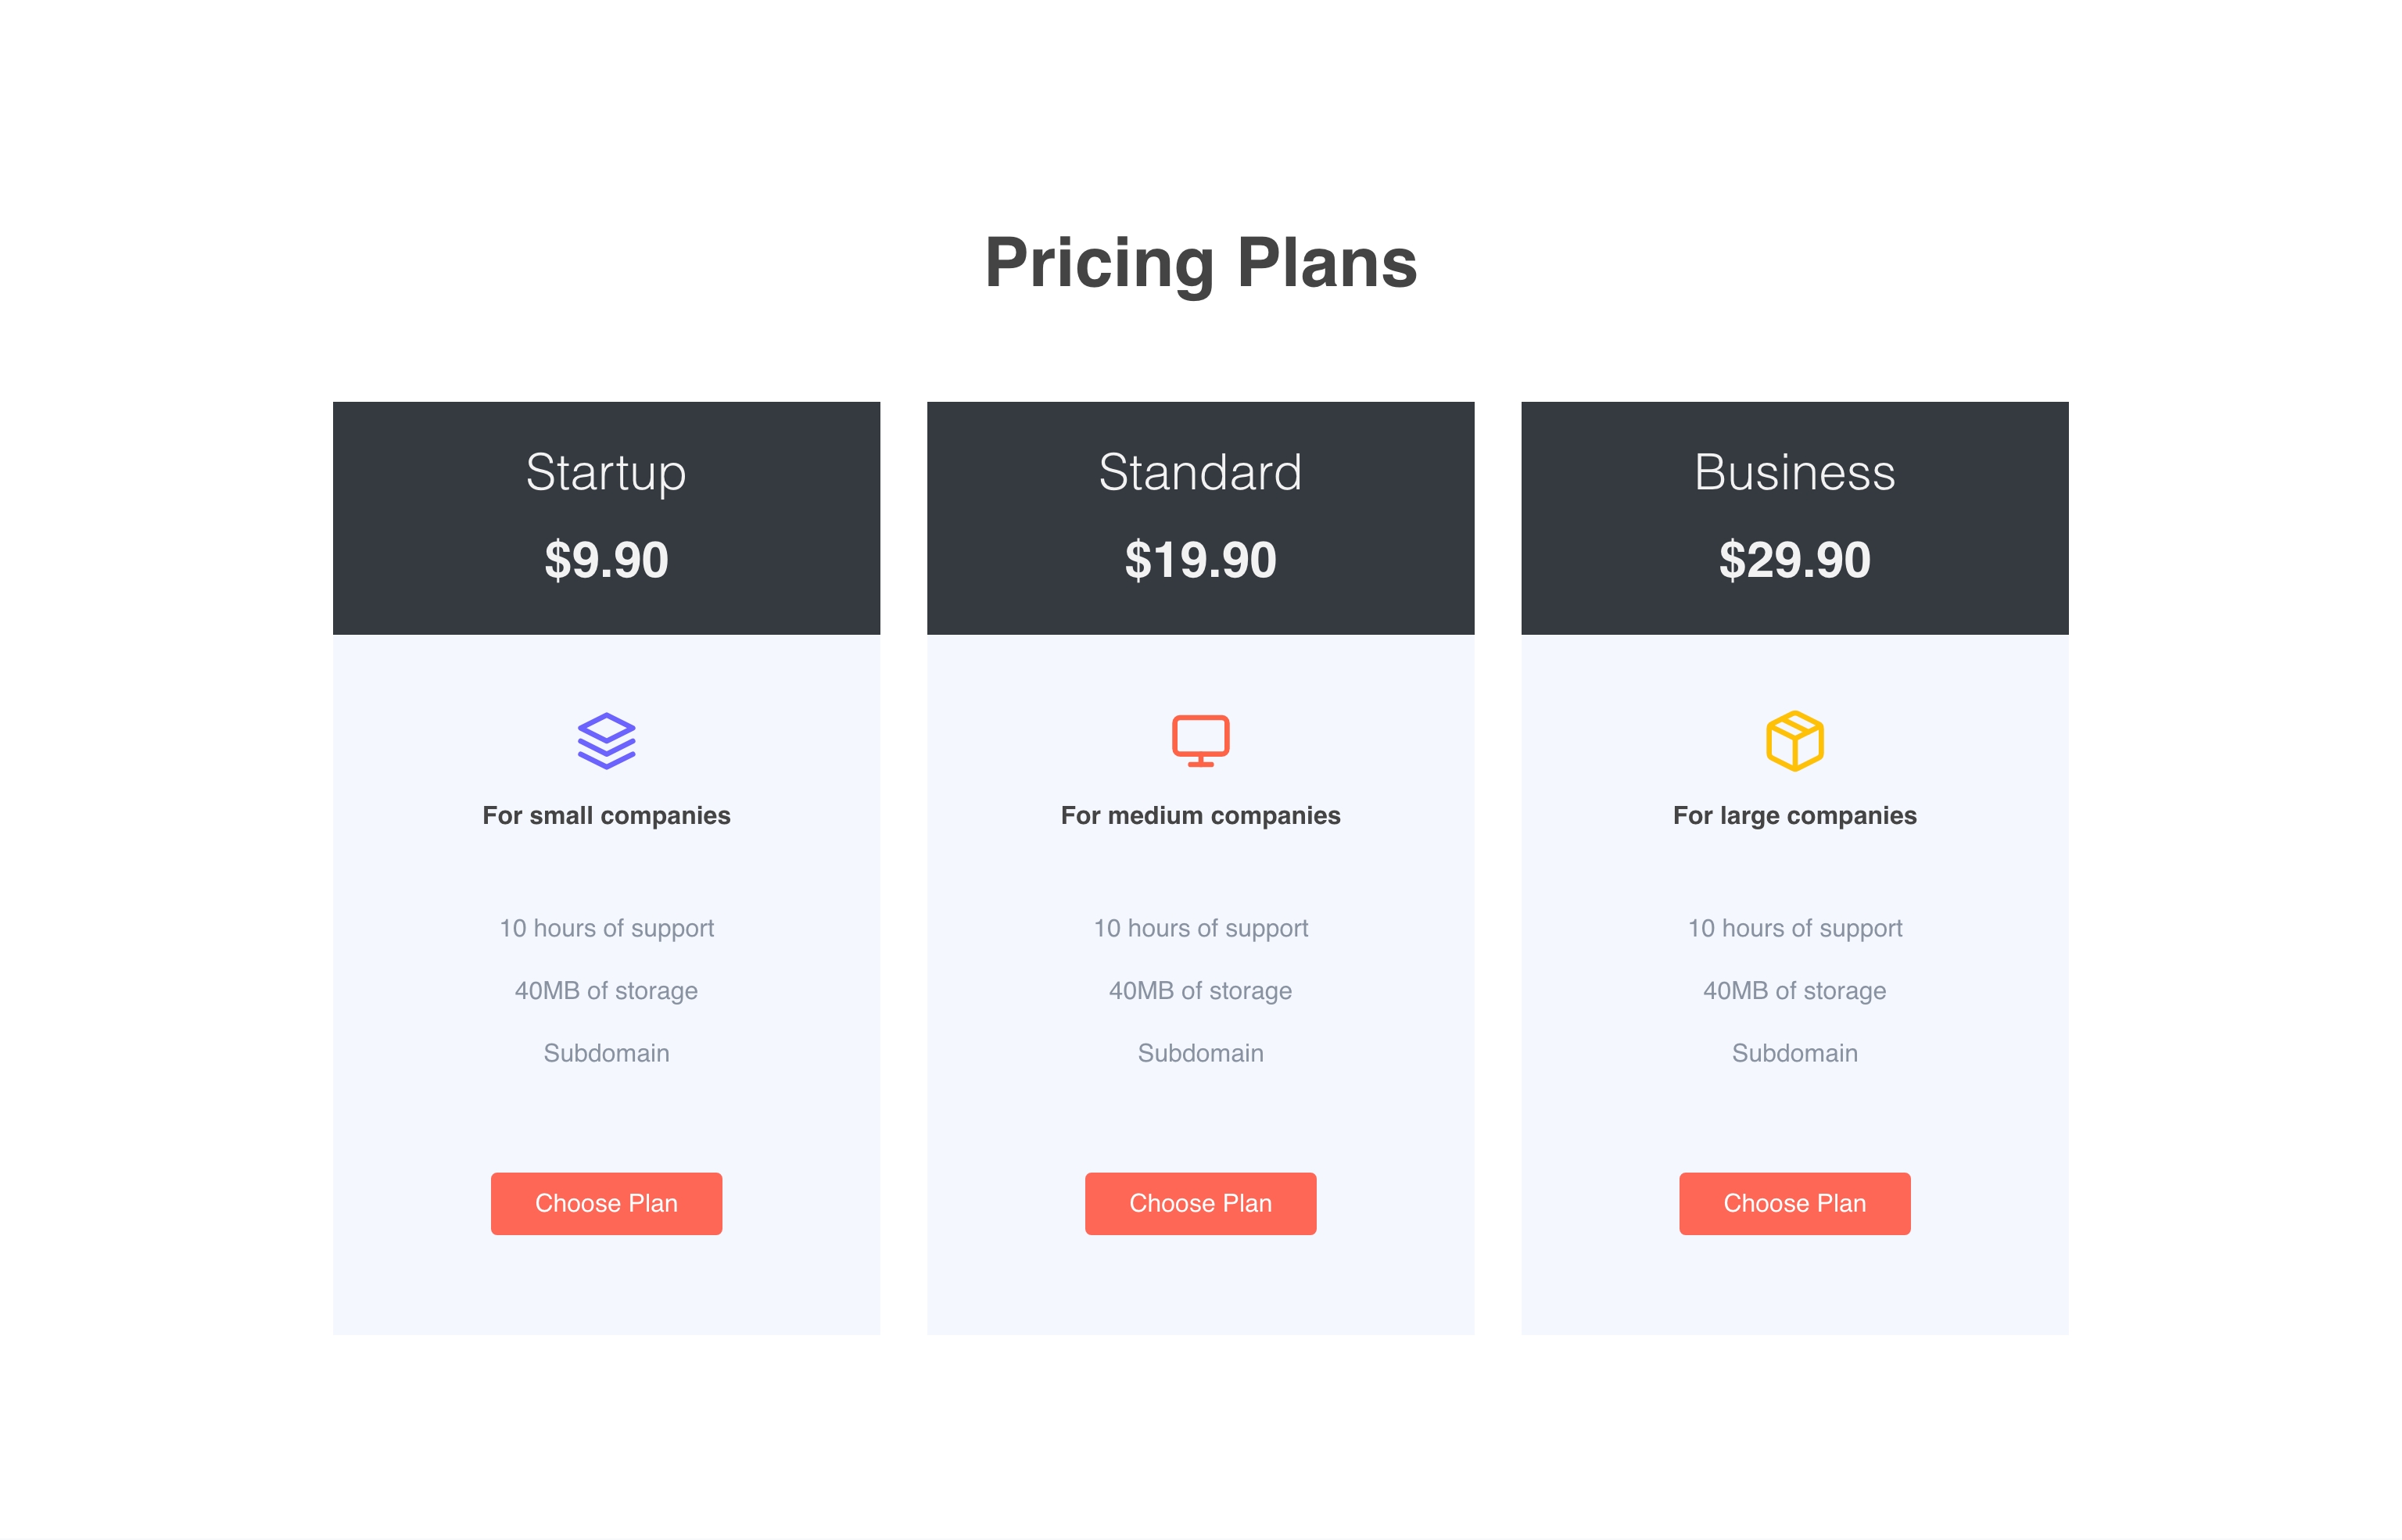 Pricing Plans
Startup
$9.90
For small companies
10 hours of support
40MB of storage
Subdomain
Choose Plan
Standard
$19.90
For medium companies
10 hours of support
40MB of storage
Subdomain
Choose Plan
Business
$29.90
For large companies
10 hours of support
40MB of storage
Subdomain
Choose Plan